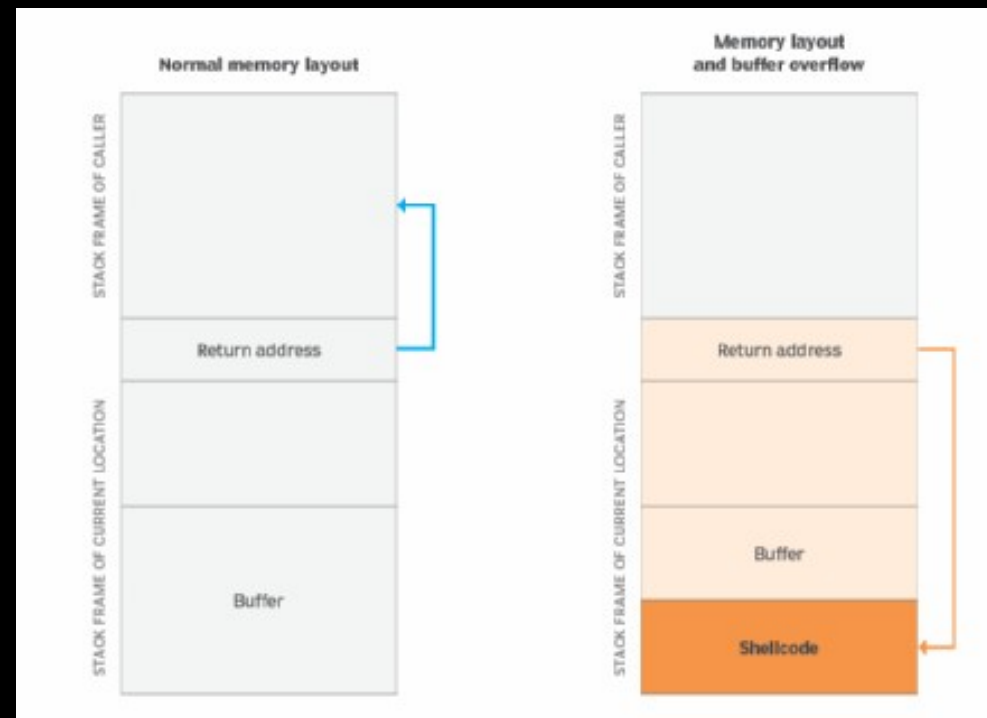 Normal memory layout
STACK FRAME OF CALLER
Return address
STACK FRAME OF CURRENT LOCATION
Buffer
Memory layout
and buffer overflow
STACK FRAME OF CALLER
Return address
STACK FRAME OF CURRENT LOCATION
Buffer
Shellcode